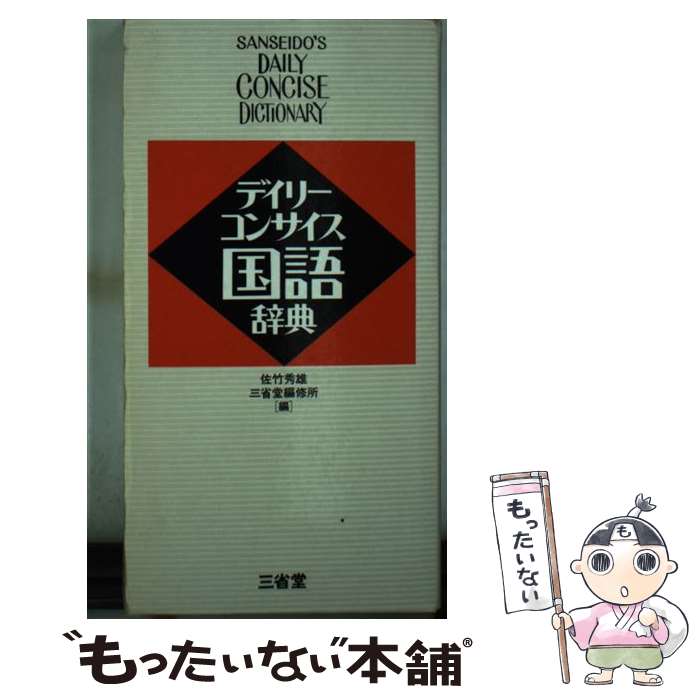 SANSEIDO'S
DAILY
CONCISE
DICTIONARY
デイリー
コンサイス
国語
辞典
佐竹秀雄
三省堂編修所
[編]
三省堂
もったいない
も
“もったいない”本舗®